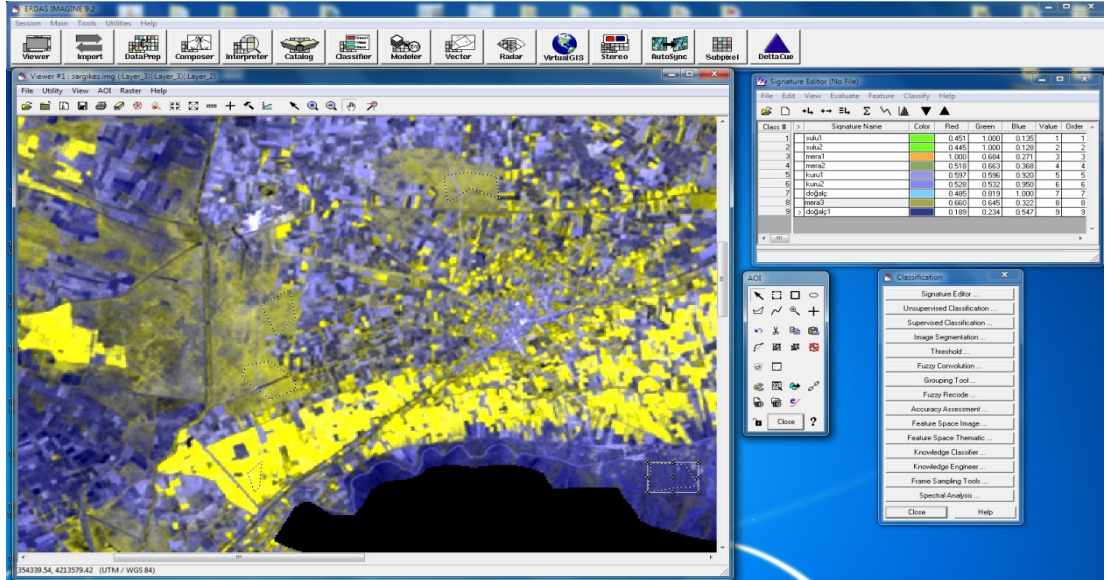 ERDAS IMAGINE 9.2
Session Main Tools Utilities Help
Viewer Import DataPrep Composer Interpreter Catalog Classifier Modeler Vector Radar VirtualGIS Stereo AutoSync Subpixel DeltaCue
Viewer #1 : sargikes.img (:Layer_3)(:Layer_3)(:Layer_2)
File Utility View AOI Raster Help
354339.54, 4213579.42 (UTM / WGS 84)
Signature Editor (No File)
File Edit View Evaluate Feature Classify Help
Class # > Signature Name Color Red Green Blue Value Order
1 sulu1 0.451 1.000 0.135 1 1
2 sulu2 0.445 1.000 0.128 2 2
3 mera1 1.000 0.684 0.271 3 3
4 mera2 0.518 0.663 0.368 4 4
5 kuru1 0.597 0.596 0.920 5 5
6 kuru2 0.528 0.532 0.950 6 6
7 doğalç 0.485 0.819 1.000 7 7
8 mera3 0.660 0.645 0.322 8 8
9 > doğalç1 0.189 0.234 0.547 9 9
AOI
Close ?
Classification
Signature Editor ...
Unsupervised Classification ...
Supervised Classification ...
Image Segmentation ...
Threshold ...
Fuzzy Convolution ...
Grouping Tool ...
Fuzzy Recode ...
Accuracy Assessment ...
Feature Space Image ...
Feature Space Thematic ...
Knowledge Classifier ...
Knowledge Engineer ...
Frame Sampling Tools ...
Spectral Analysis ...
Close Help